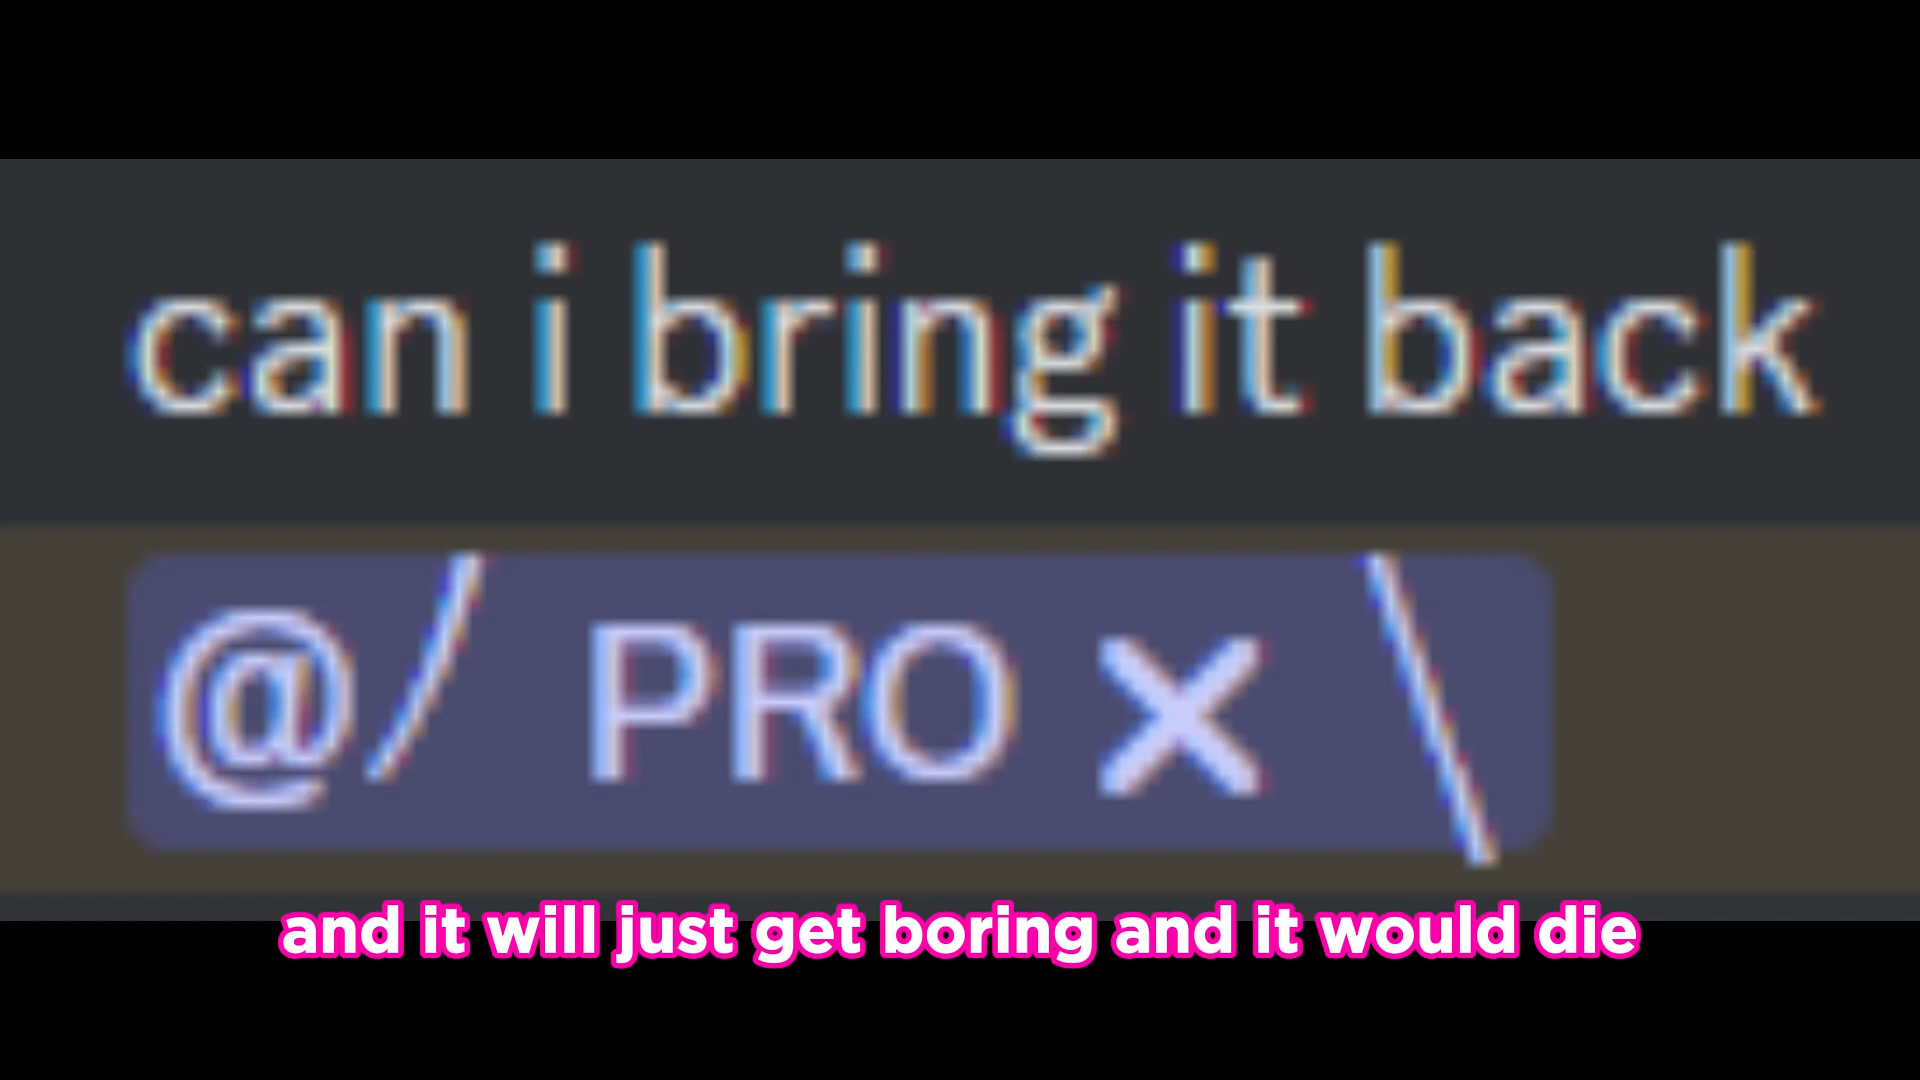 can i bring it back
@/ PRO × \
and it will just get boring and it would die